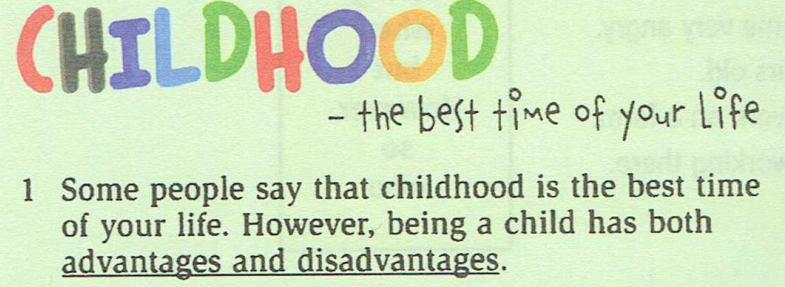 CHILDHOOD
- the best time of your Life
1 Some people say that childhood is the best time
of your life. However, being a child has both
advantages and disadvantages.